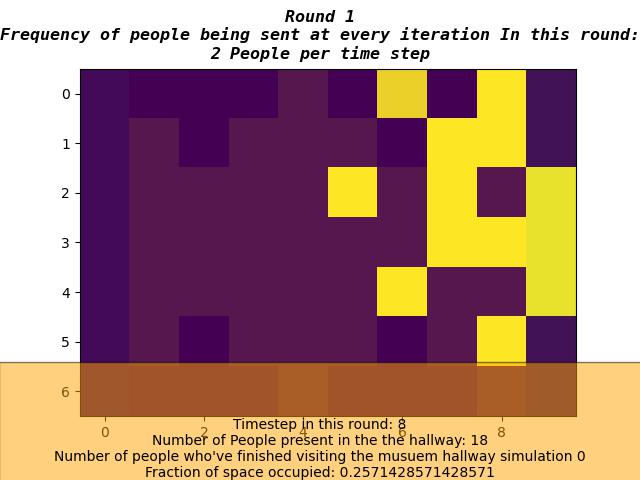 Round 1
Frequency of people being sent at every iteration In this round:
2 People per time step
0
1
2
3
4
5
6
0 2 4 6 8
Timestep in this round: 8
Number of People present in the the hallway: 18
Number of people who've finished visiting the musuem hallway simulation 0
Fraction of space occupied: 0.2571428571428571